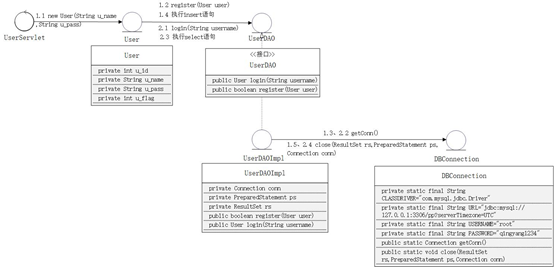 1.1 new User(String u_name
,String u_pass)
1.2 register(User user)
1.4 执行insert语句
2.1 login(String username)
2.3 执行select语句
UserServlet
User
UserDAO
User
private int u_id
private String u_name
private String u_pass
private int u_flag
<<接口>>
UserDAO
public User login(String username)
public boolean register(User user)
1.3、2.2 getConn()
1.5、2.4 close(ResultSet rs,PreparedStatement ps,
Connection conn)
UserDAOImpl
DBConnection
UserDAOImpl
private Connection conn
private PreparedStatement ps
private ResultSet rs
public boolean register(User user)
public User login(String username)
DBConnection
private static final String
CLASSDRIVER="com.mysql.jdbc.Driver"
private static final String URL="jdbc:mysql://
127.0.0.1:3306/pp?serverTimezone=UTC"
private static final String USERNAME="root"
private static final String PASSWORD="qingyang1234"
public static Connection getConn()
public static void close(ResultSet
rs,PreparedStatement ps,Connection conn)